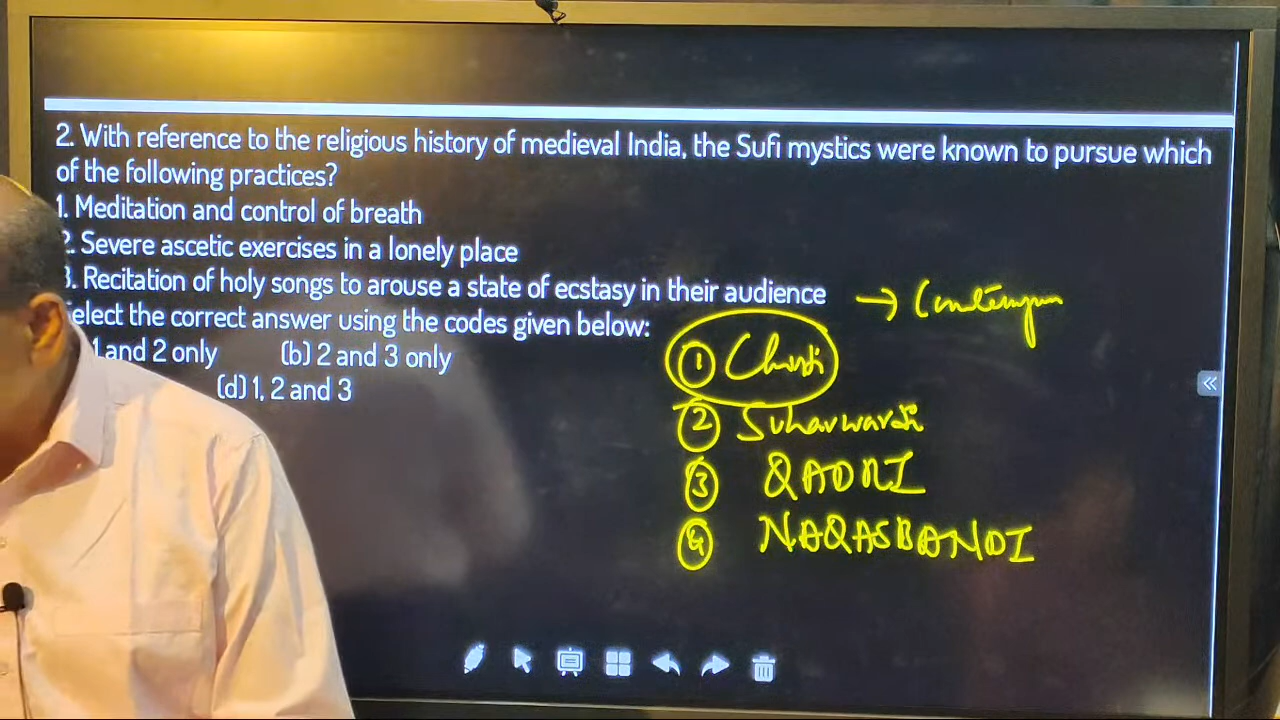 2. With reference to the religious history of medieval India, the Sufi mystics were known to pursue which
of the following practices?
1. Meditation and control of breath
2. Severe ascetic exercises in a lonely place
3. Recitation of holy songs to arouse a state of ecstasy in their audience →
elect the correct answer using the codes given below:
1 and 2 only (b) 2 and 3 only
(d) 1, 2 and 3
1 Chisti
2 Suharwardi
3 QADRI
4 NAQASBANDI